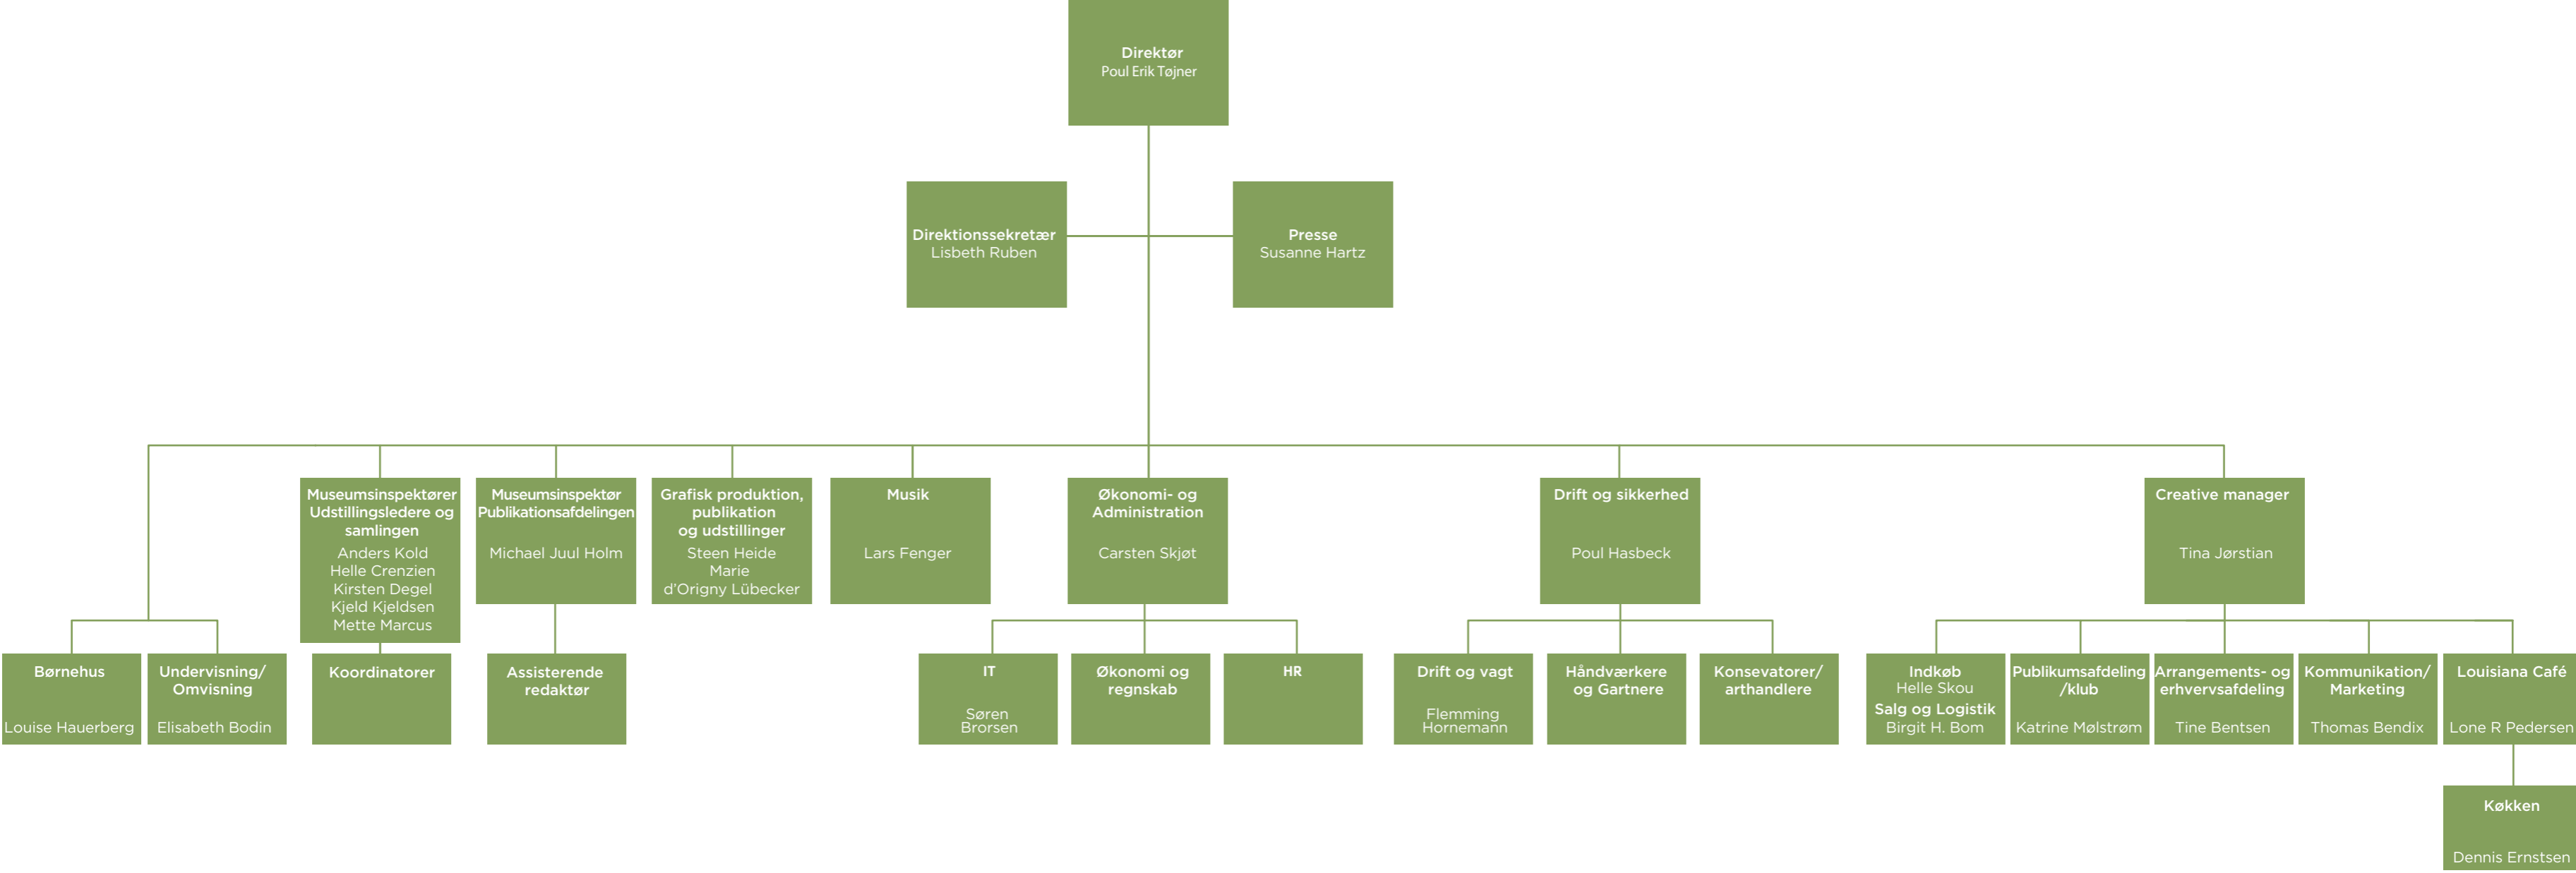 Direktør
Poul Erik Tøjner
Direktionssekretær
Lisbeth Ruben
Presse
Susanne Hartz
Museumsinspektører
Udstillingsledere og
samlingen
Anders Kold
Helle Crenzien
Kirsten Degel
Kjeld Kjeldsen
Mette Marcus
Museumsinspektør
Publikationsafdelingen
Michael Juul Holm
Grafisk produktion,
publikation
og udstillinger
Steen Heide
Marie
d’Origny Lübecker
Musik
Lars Fenger
Økonomi- og
Administration
Carsten Skjøt
Drift og sikkerhed
Poul Hasbeck
Creative manager
Tina Jørstian
Børnehus
Louise Hauerberg
Undervisning/
Omvisning
Elisabeth Bodin
Koordinatorer
Assisterende
redaktør
IT
Søren
Brorsen
Økonomi og
regnskab
HR
Drift og vagt
Flemming
Hornemann
Håndværkere
og Gartnere
Konsevatorer/
arthandlere
Indkøb
Helle Skou
Salg og Logistik
Birgit H. Bom
Publikumsafdeling
/klub
Katrine Mølstrøm
Arrangements- og
erhvervsafdeling
Tine Bentsen
Kommunikation/
Marketing
Thomas Bendix
Louisiana Café
Lone R Pedersen
Køkken
Dennis Ernstsen